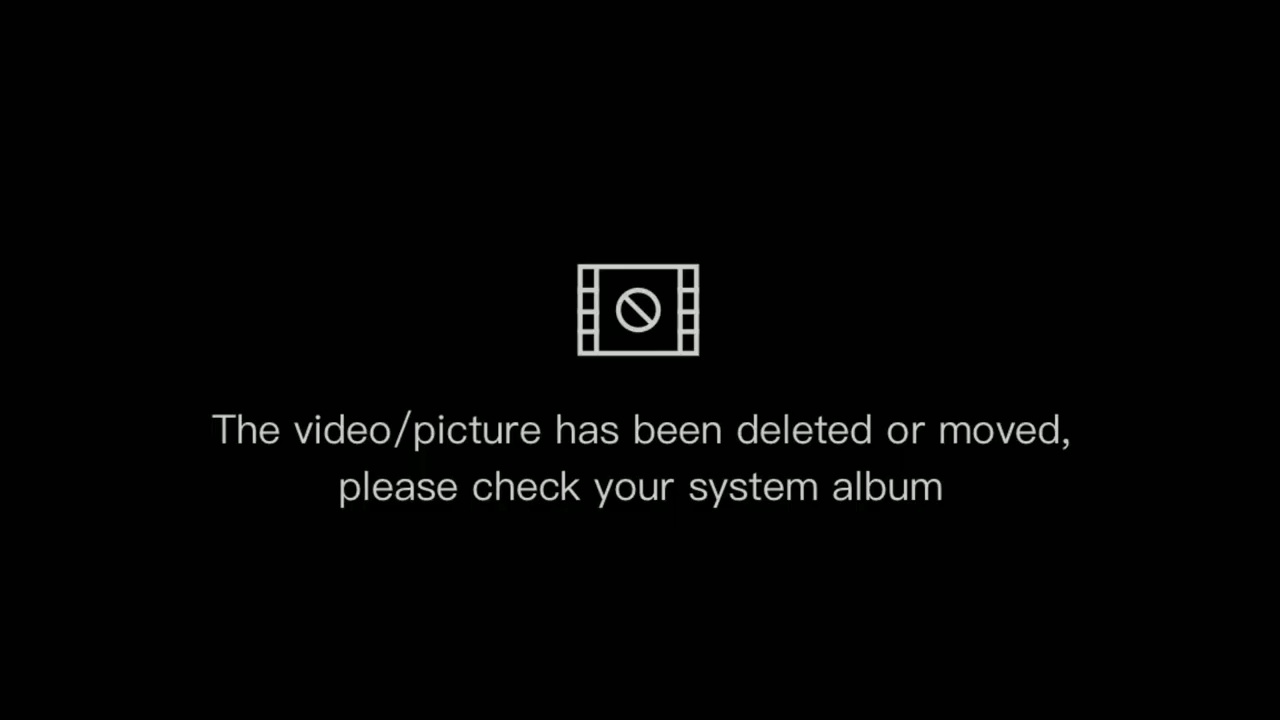 The video/picture has been deleted or moved,
please check your system album